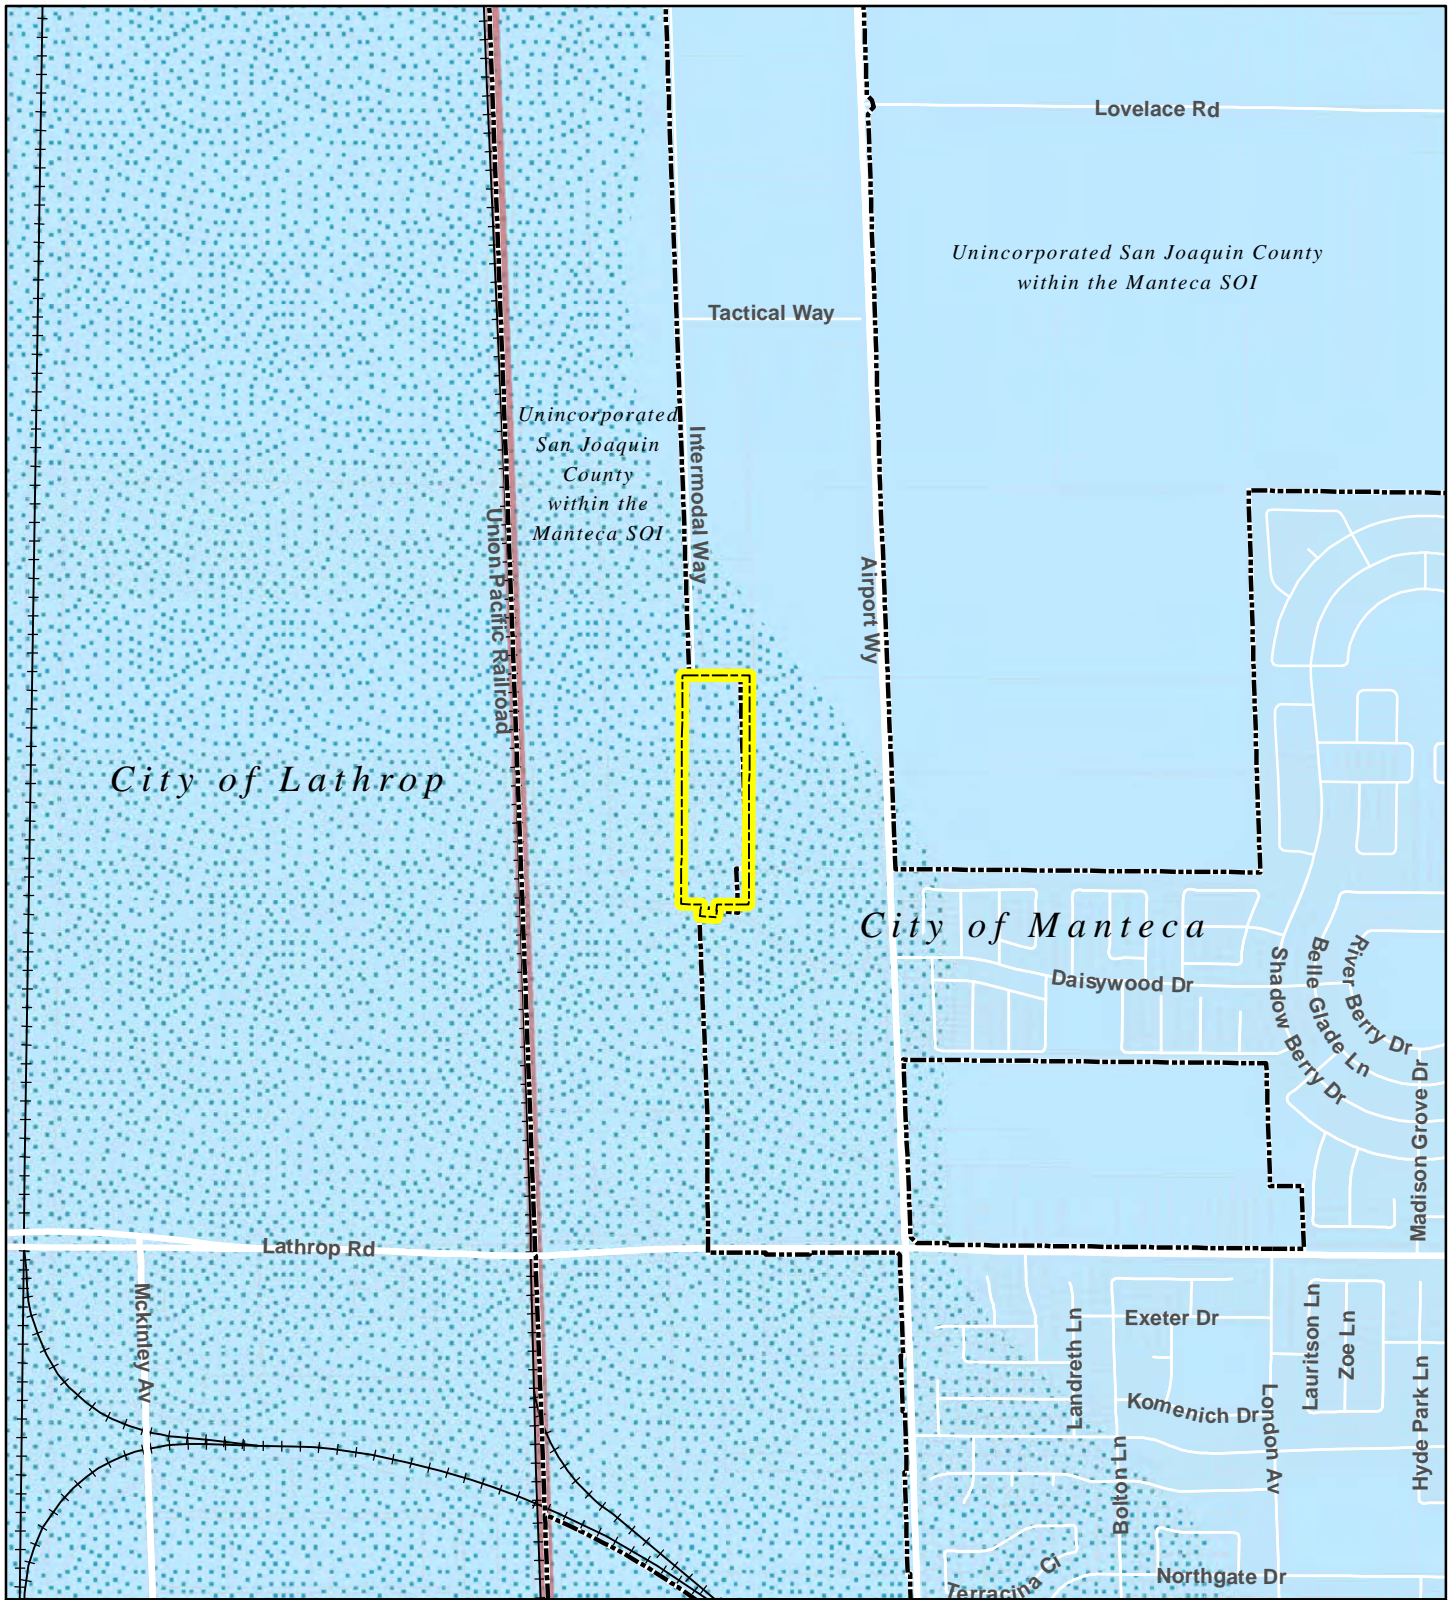 Lovelace Rd
Unincorporated San Joaquin County
within the Manteca SOI
Tactical Way
Unincorporated
San Joaquin
County
within the
Manteca SOI
Intermodal Way
Union Pacific Railroad
Airport Wy
City of Lathrop
City of Manteca
Daisywood Dr
Shadow Berry Dr
Belle Glade Ln
River Berry Dr
Madison Grove Dr
Lathrop Rd
Mckinley Av
Landreth Ln
Exeter Dr
Lauritson Ln
Zoe Ln
Hyde Park Ln
Komenich Dr
London Av
Bolton Ln
Terracina Ci
Northgate Dr